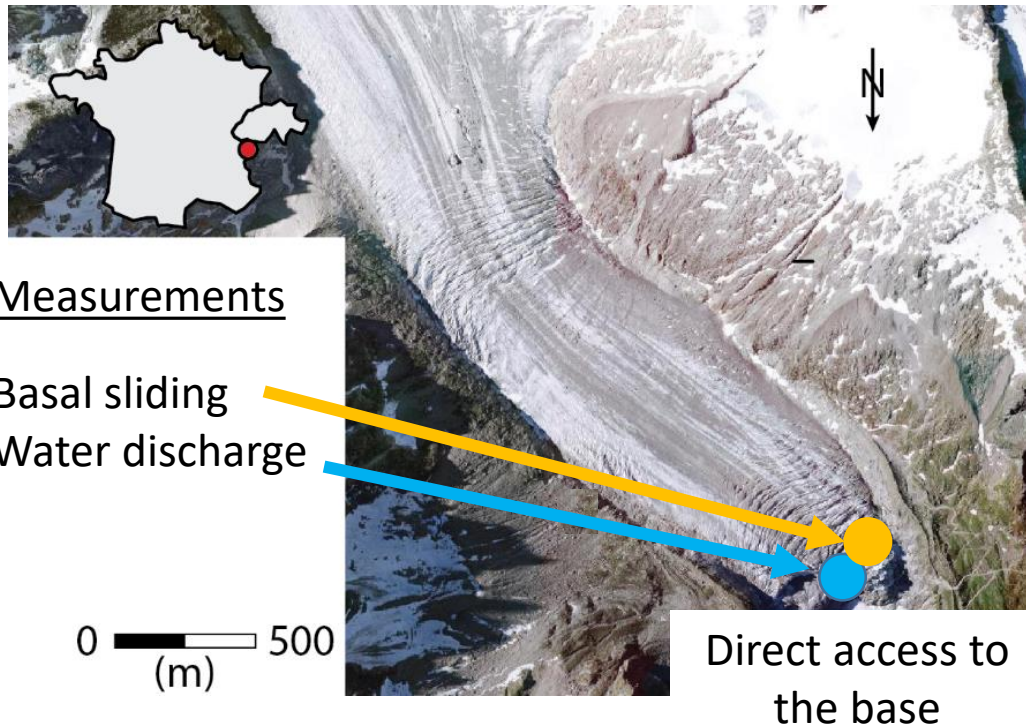 N
Measurements
Basal sliding
Water discharge
0 500
(m)
Direct access to
the base